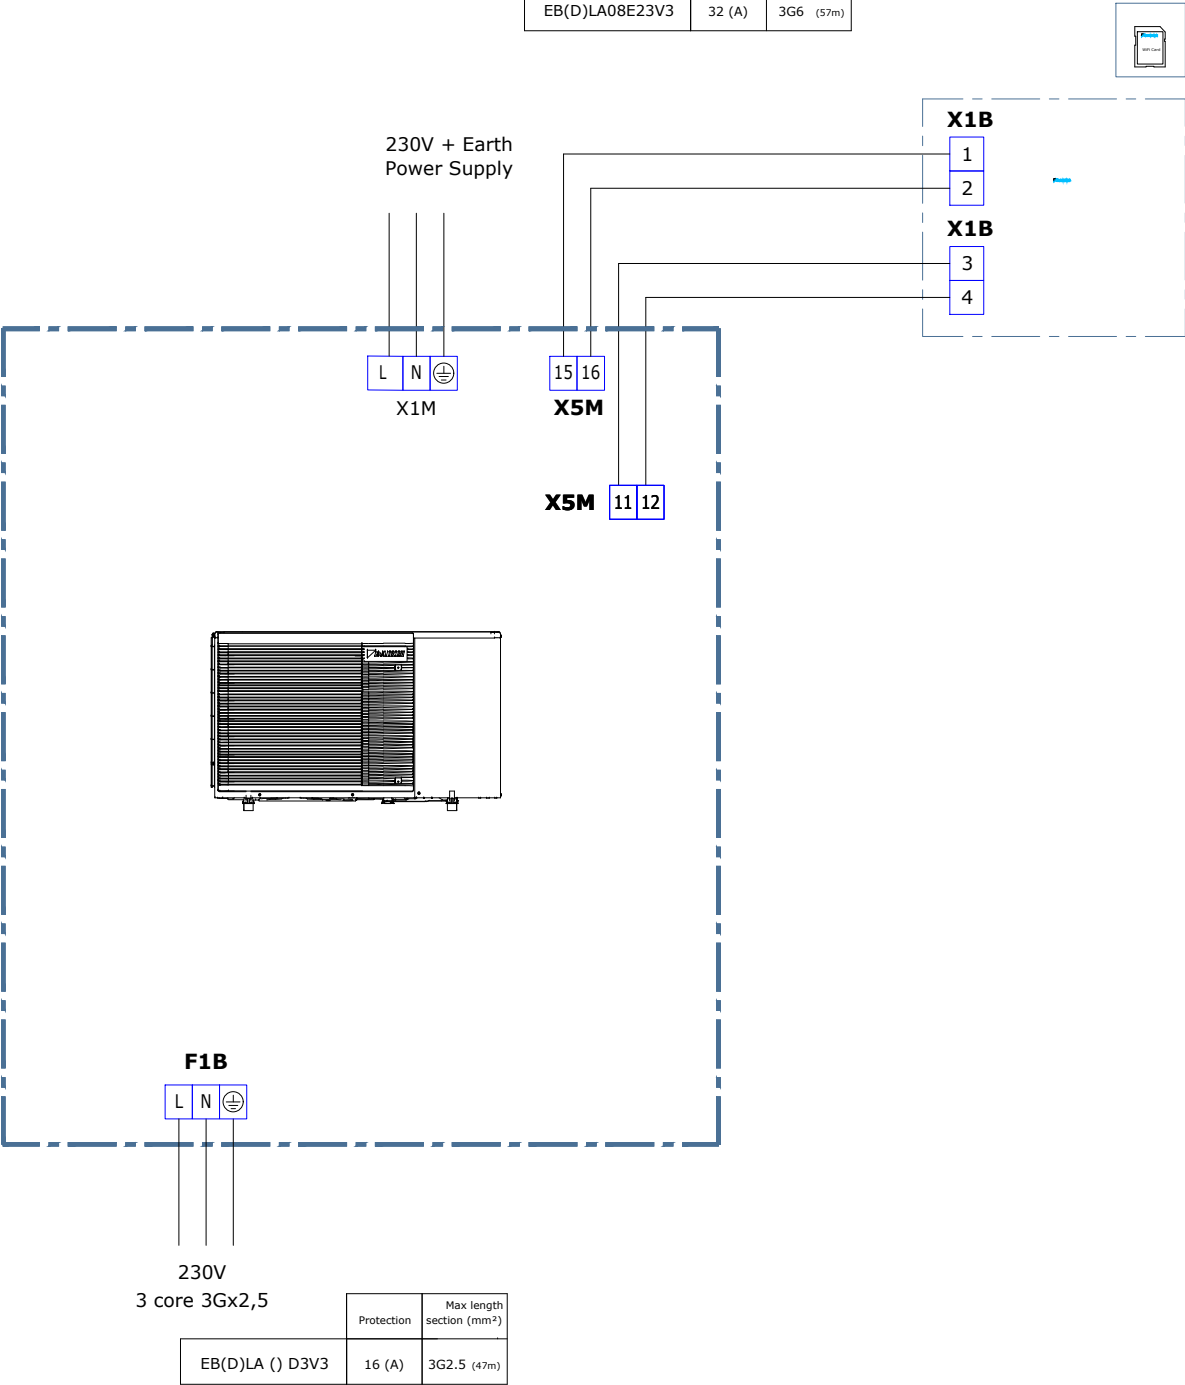 EB(D)LA08E23V3 32 (A) 3G6 (57m)
WiFi Card
X1B
1
2
230V + Earth
Power Supply
X1B
3
4
L N
15 16
X1M
X5M
X5M 11 12
F1B
L N
230V
3 core 3Gx2,5
Protection
Max length
section (mm²)
EB(D)LA () D3V3 16 (A) 3G2.5 (47m)